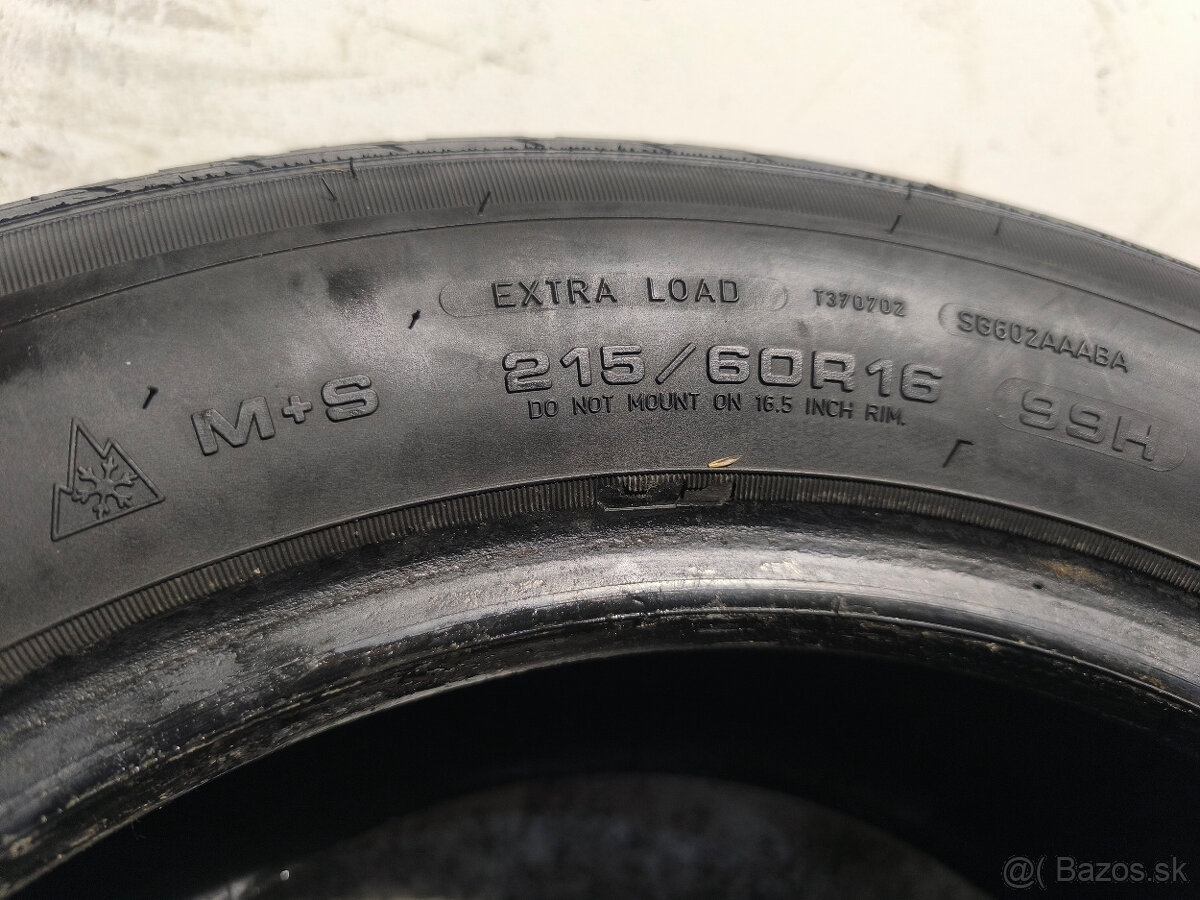 EXTRA LOAD T370702 SG602AAABA
M+S 215/60R16 99H
DO NOT MOUNT ON 16.5 INCH RIM.
@( Bazos.sk